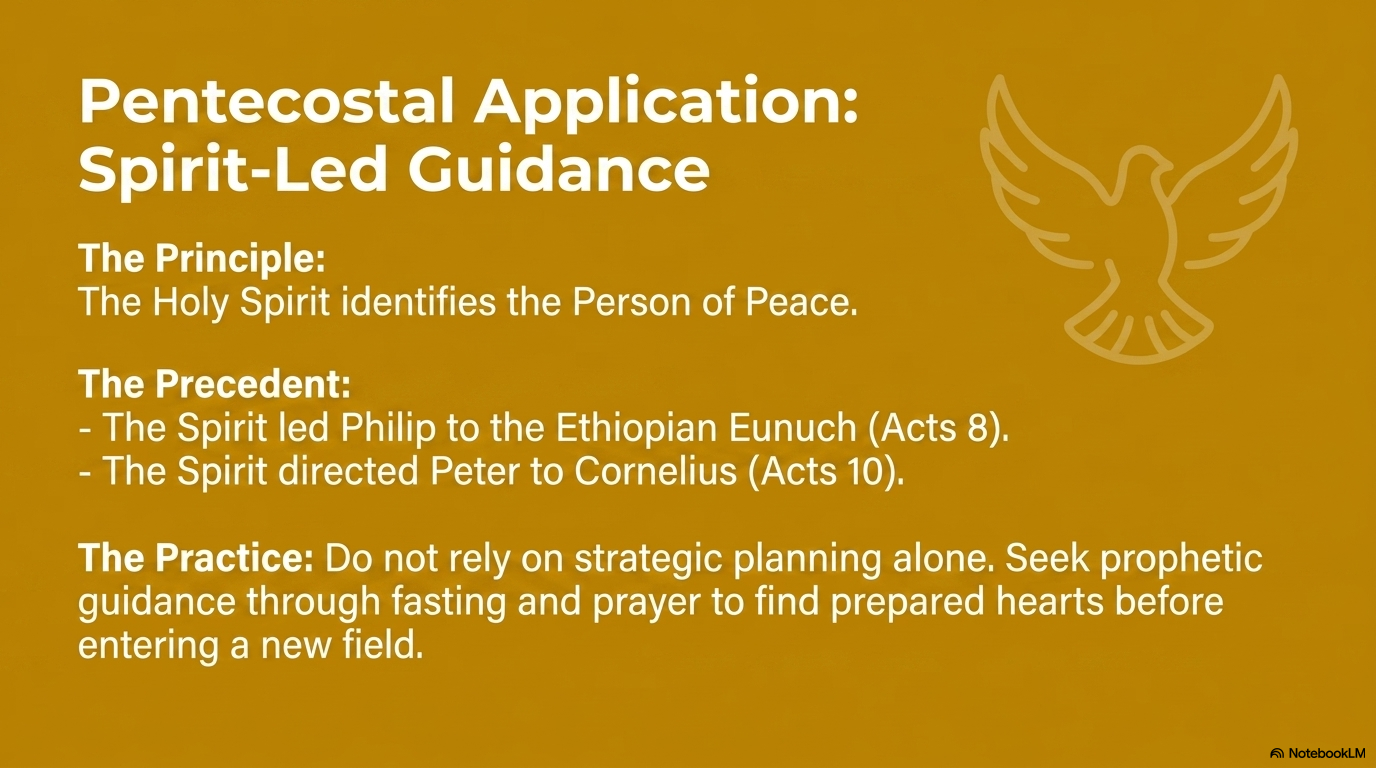 Pentecostal Application:
Spirit-Led Guidance
The Principle:
The Holy Spirit identifies the Person of Peace.
The Precedent:
- The Spirit led Philip to the Ethiopian Eunuch (Acts 8).
- The Spirit directed Peter to Cornelius (Acts 10).
The Practice: Do not rely on strategic planning alone. Seek prophetic
guidance through fasting and prayer to find prepared hearts before
entering a new field.
NotebookLM